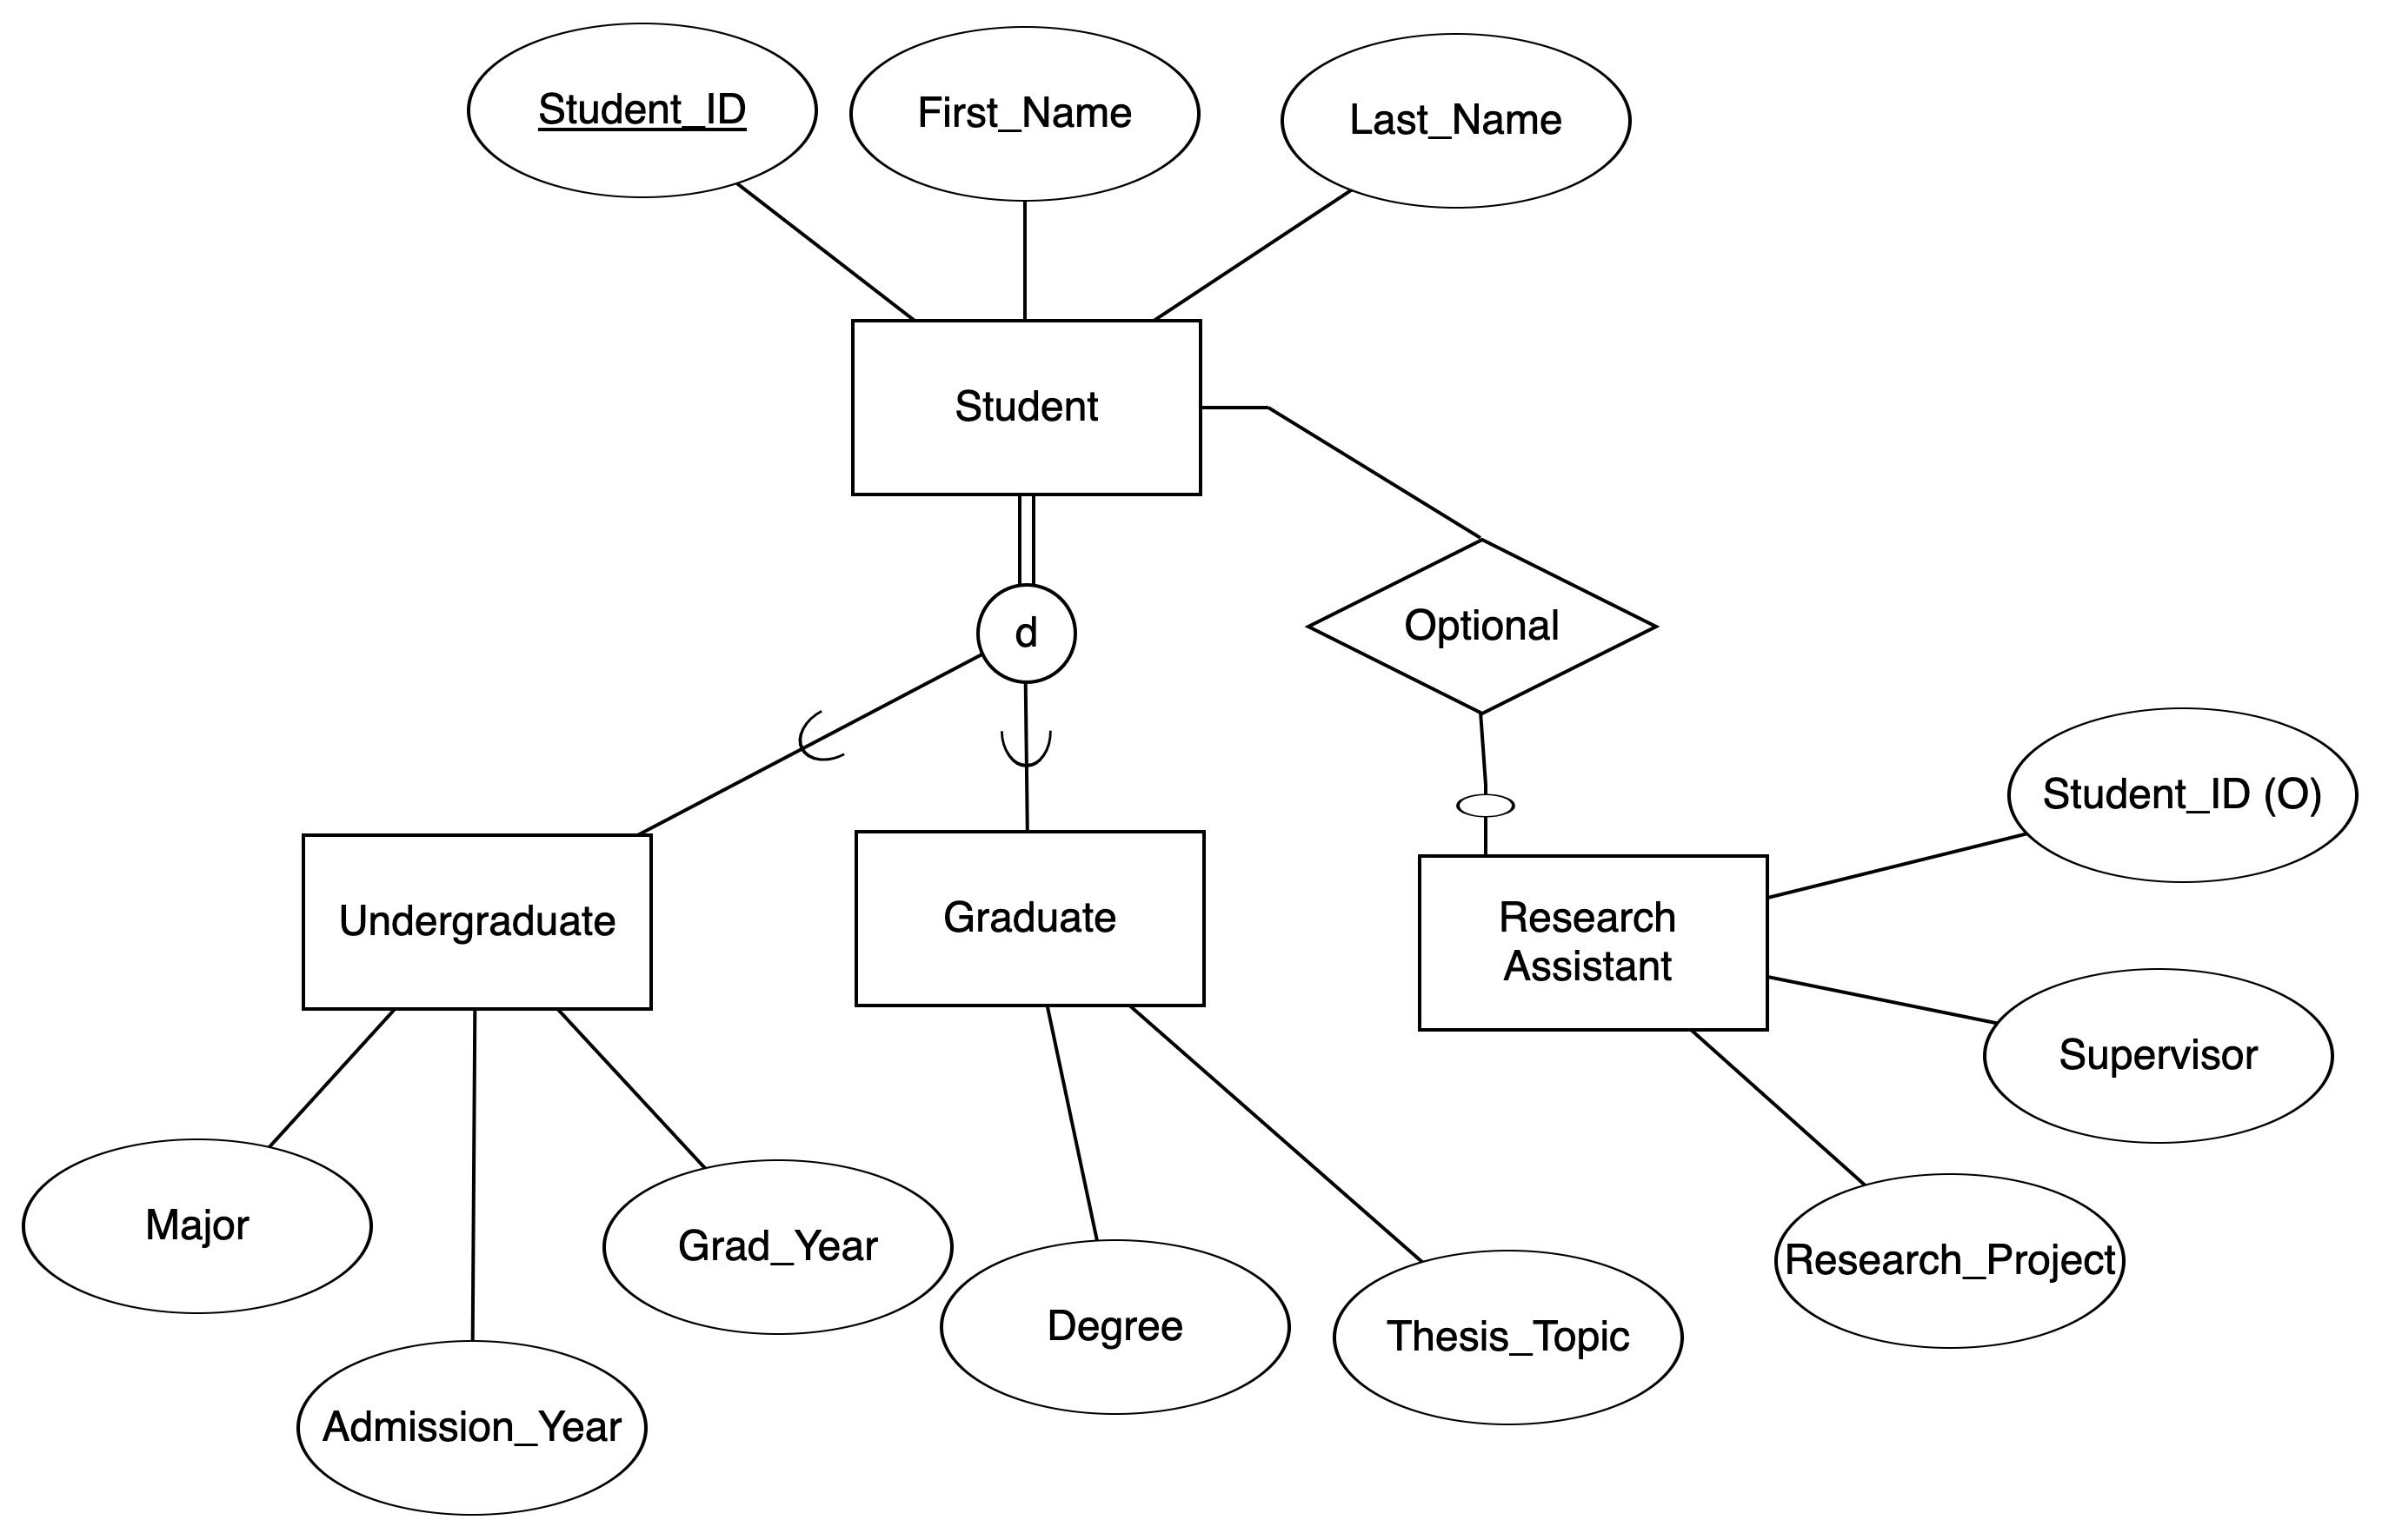 Student_ID
First_Name
Last_Name
Student
d
Optional
Undergraduate
Graduate
Research
Assistant
Student_ID (O)
Supervisor
Research_Project
Major
Grad_Year
Admission_Year
Degree
Thesis_Topic